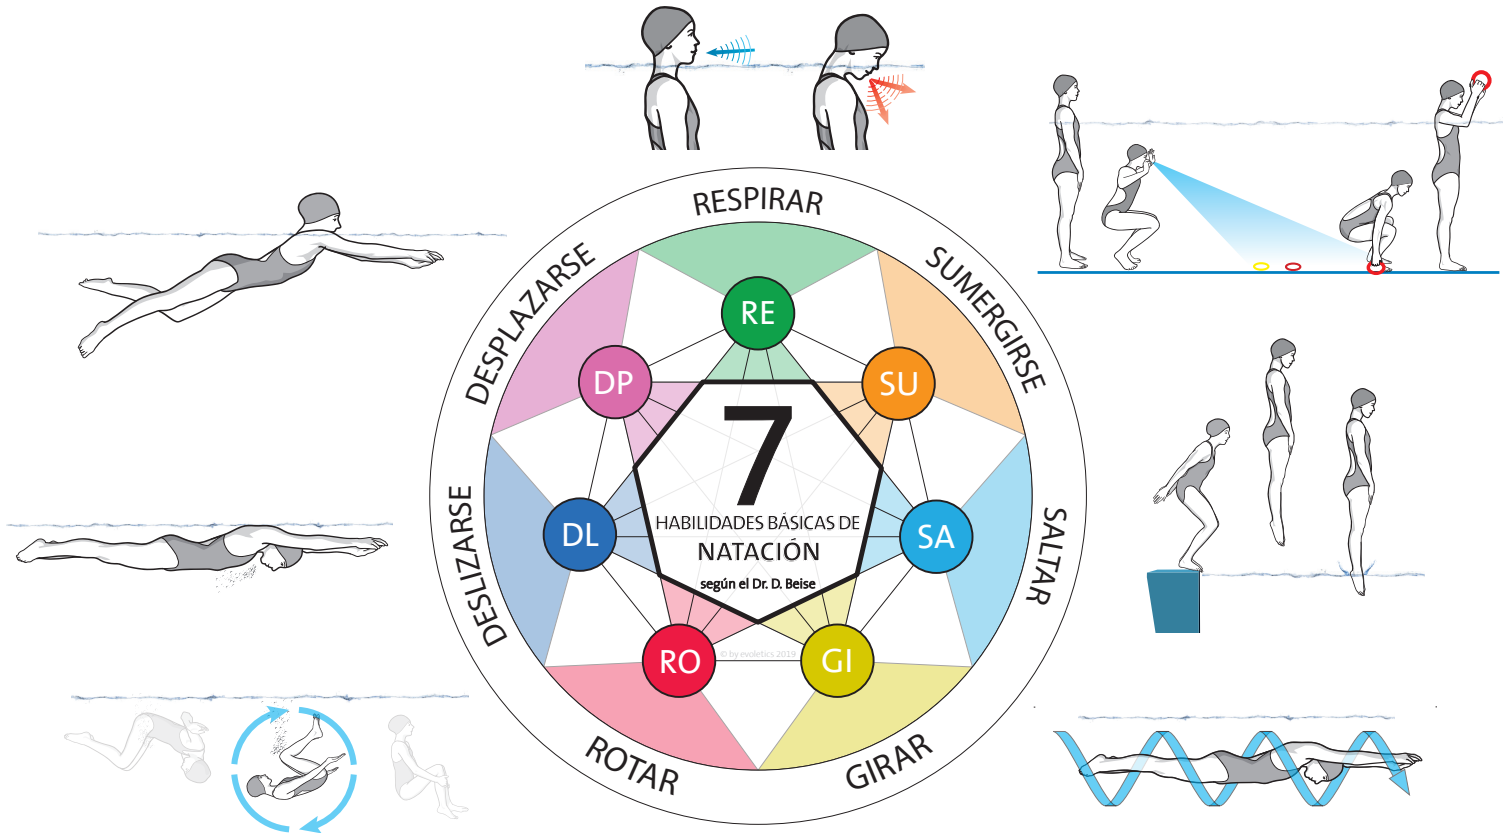 RESPIRAR
SUMERGIRSE
SALTAR
GIRAR
ROTAR
DESLIZARSE
DESPLAZARSE
RE
SU
SA
GI
RO
DL
DP
7
HABILIDADES BÁSICAS DE
NATACIÓN
según el Dr. D. Beise
© by evoletics 2019